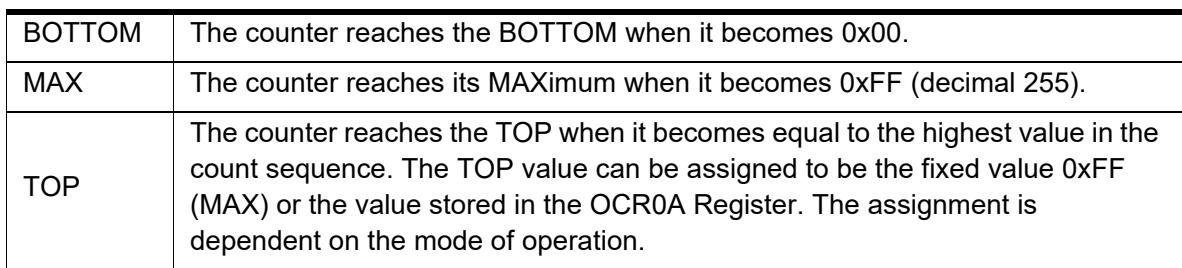 BOTTOM The counter reaches the BOTTOM when it becomes 0x00.
MAX The counter reaches its MAXimum when it becomes 0xFF (decimal 255).
The counter reaches the TOP when it becomes equal to the highest value in the
count sequence. The TOP value can be assigned to be the fixed value 0xFF
TOP
(MAX) or the value stored in the OCR0A Register. The assignment is
dependent on the mode of operation.